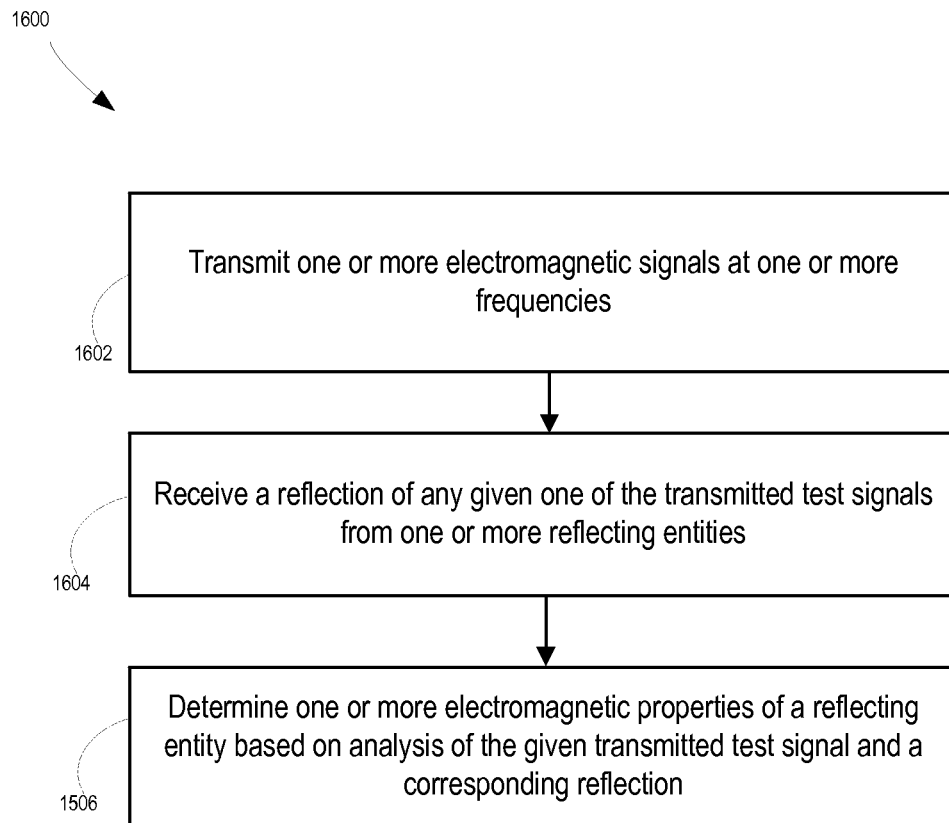 1600
Transmit one or more electromagnetic signals at one or more
frequencies
1602
Receive a reflection of any given one of the transmitted test signals
from one or more reflecting entities
1604
Determine one or more electromagnetic properties of a reflecting
entity based on analysis of the given transmitted test signal and a
corresponding reflection
1506